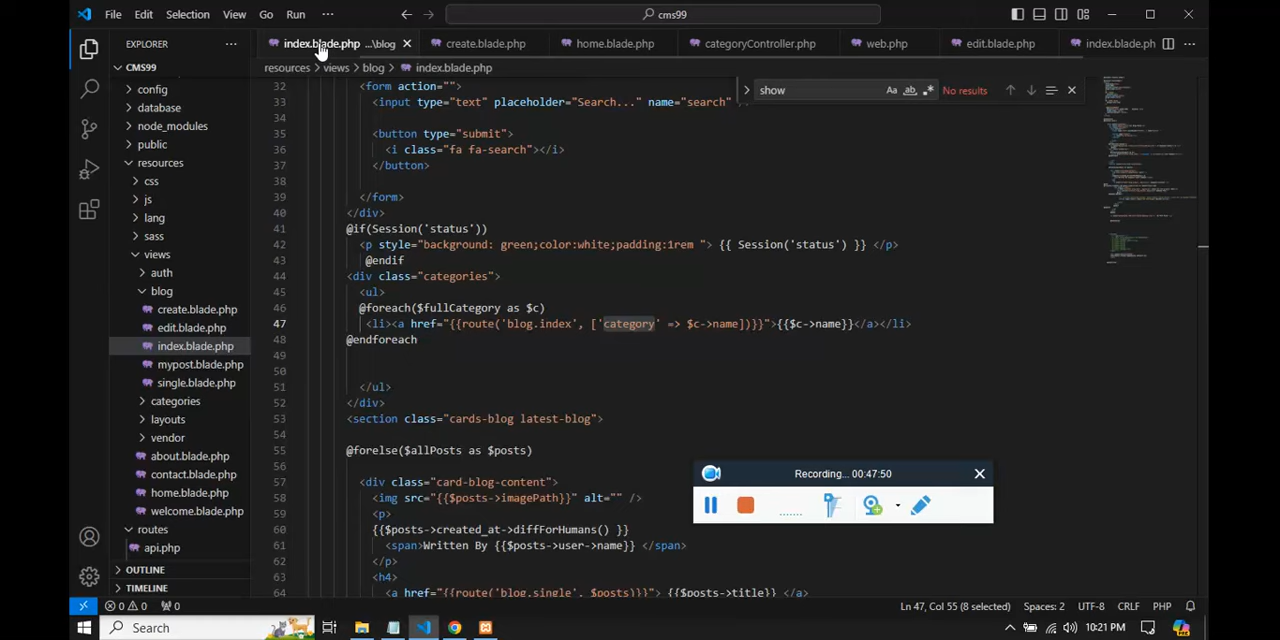 File Edit Selection View Go Run ··· cms99
EXPLORER ··· index.blade.php ...\blog create.blade.php home.blade.php categoryController.php web.php edit.blade.php index.blade.ph
CMS99
config
database
node_modules
public
resources
css
js
lang
sass
views
auth
blog
create.blade.php
edit.blade.php
index.blade.php
mypost.blade.php
single.blade.php
categories
layouts
vendor
about.blade.php
contact.blade.php
home.blade.php
welcome.blade.php
routes
api.php
OUTLINE
TIMELINE
resources > views > blog > index.blade.php
show Aa ab .* No results
32 <form action="">
33 <input type="text" placeholder="Search..." name="search"
34
35 <button type="submit">
36 <i class="fa fa-search"></i>
37 </button>
38
39 </form>
40 </div>
41 @if(Session('status'))
42 <p style="background: green;color:white;padding:1rem "> {{ Session('status') }} </p>
43 @endif
44 <div class="categories">
45 <ul>
46 @foreach($fullCategory as $c)
47 <li><a href="{{route('blog.index', ['category' => $c->name])}}">{{$c->name}}</a></li>
48 @endforeach
49
50
51 </ul>
52 </div>
53 <section class="cards-blog latest-blog">
54
55 @forelse($allPosts as $posts)
56
57 <div class="card-blog-content">
58 <img src="{{$posts->imagePath}}" alt="" />
59 <p>
60 {{$posts->created_at->diffForHumans() }}
61 <span>Written By {{$posts->user->name}} </span>
62 </p>
63 <h4>
64 <a href="{{route('blog.single', $posts)}}"> {{$posts->title}} </a>
Recording... 00:47:50
0 0 0 Ln 47, Col 55 (8 selected) Spaces: 2 UTF-8 CRLF PHP
Search 10:21 PM